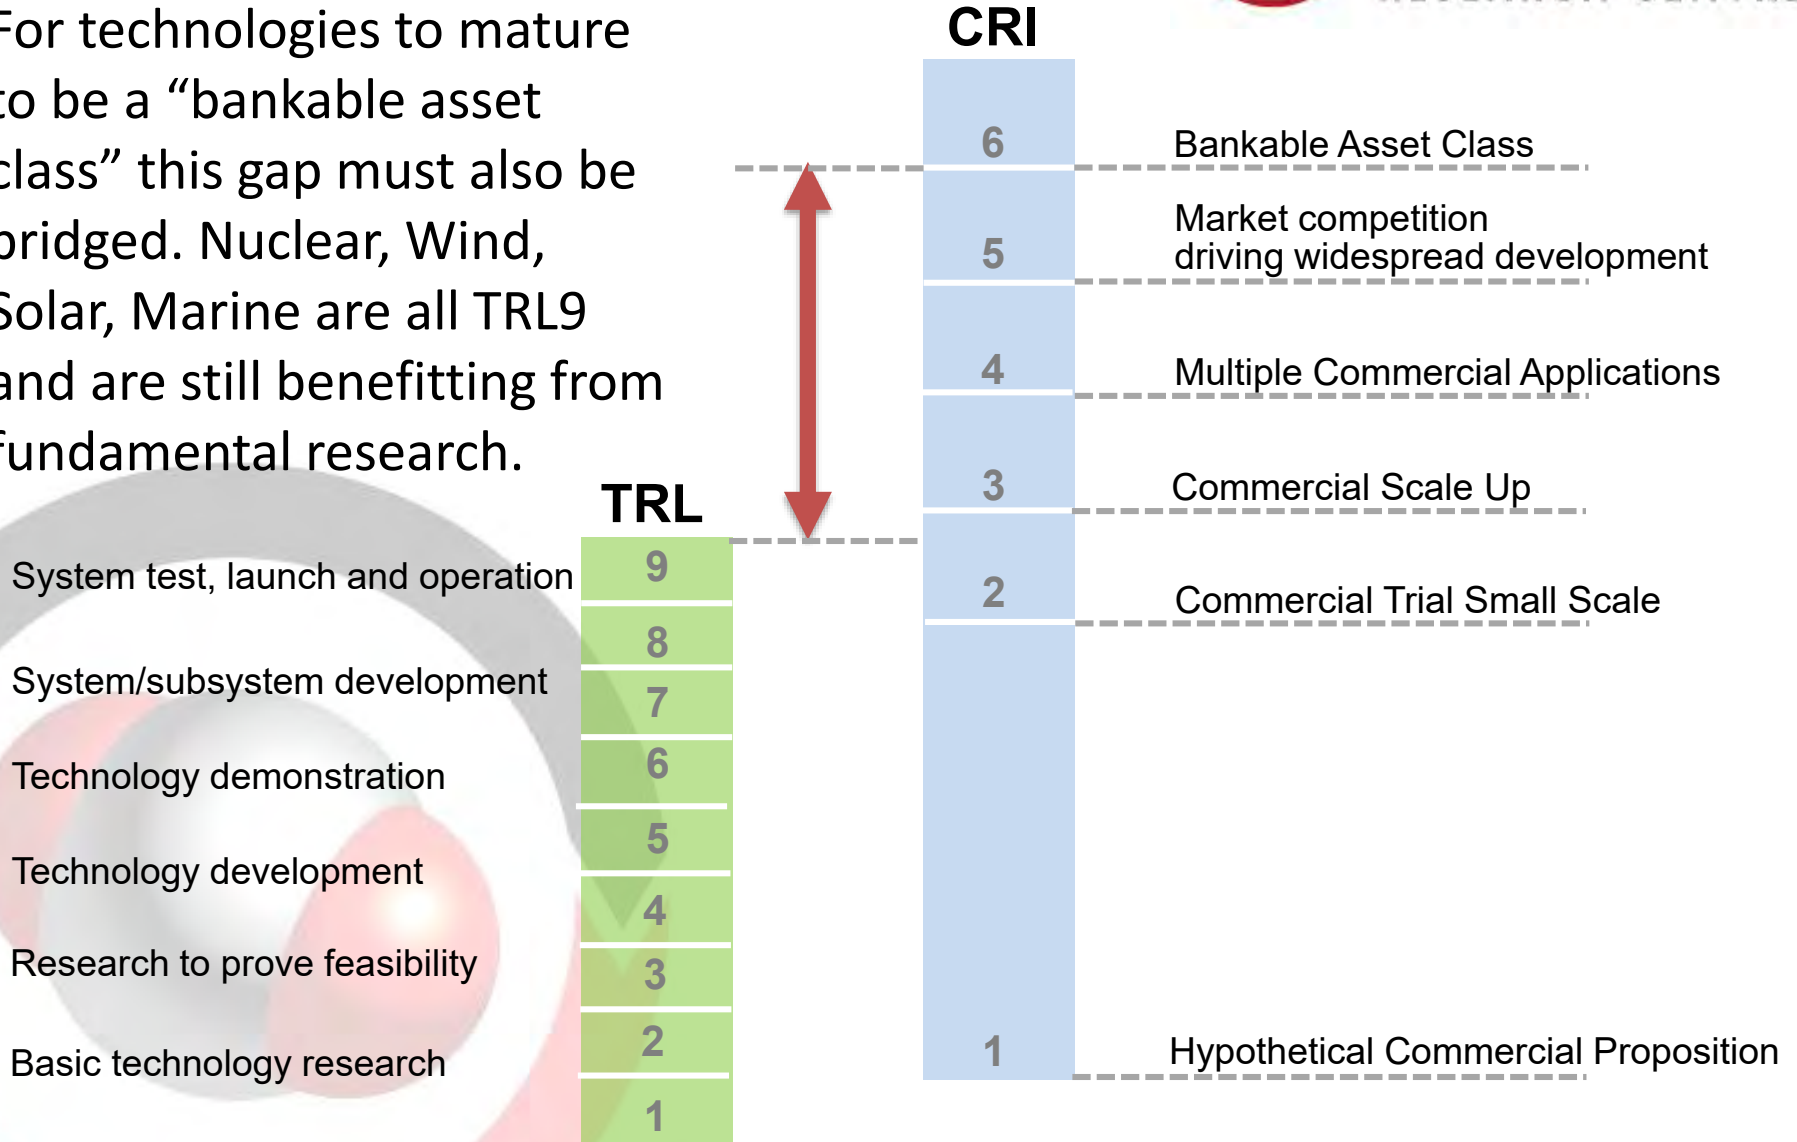 For technologies to mature
to be a “bankable asset
class” this gap must also be
bridged. Nuclear, Wind,
Solar, Marine are all TRL9
and are still benefitting from
fundamental research.
TRL
System test, launch and operation
9
8
System/subsystem development
7
6
Technology demonstration
5
Technology development
4
Research to prove feasibility
3
2
Basic technology research
1
CRI
6
Bankable Asset Class
Market competition
5
driving widespread development
4
Multiple Commercial Applications
3
Commercial Scale Up
2
Commercial Trial Small Scale
1
Hypothetical Commercial Proposition